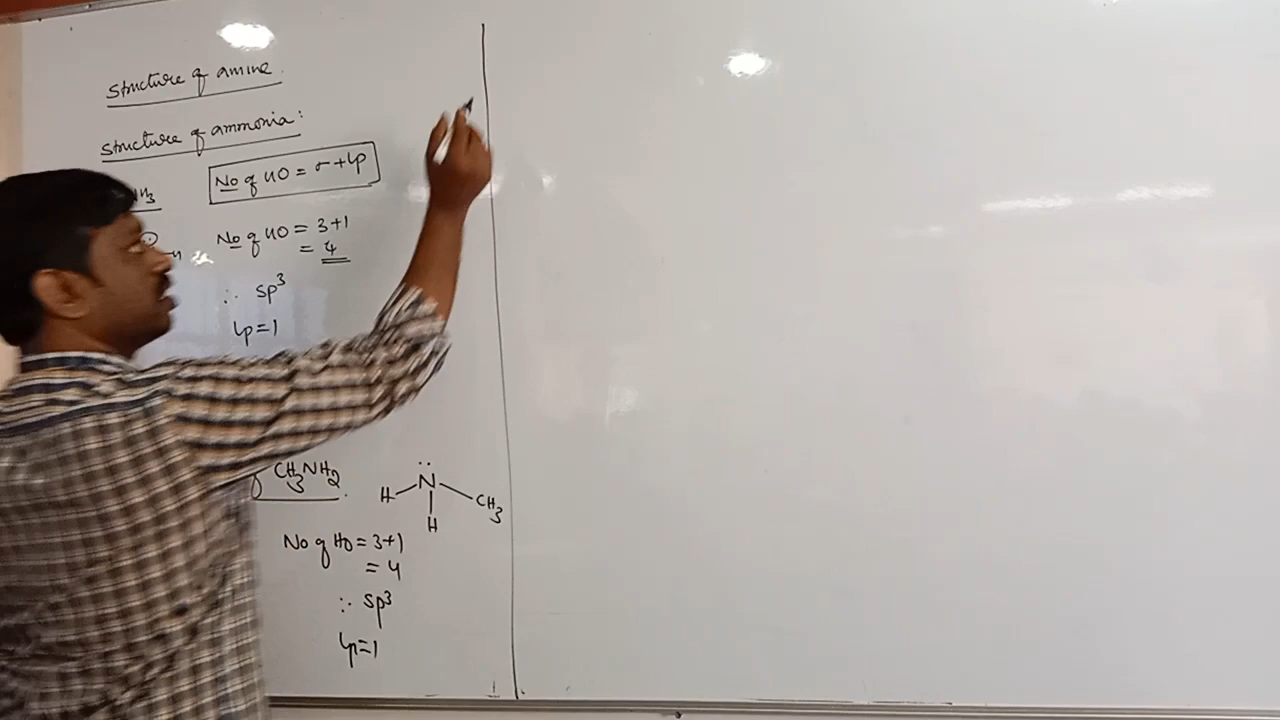 Structure of amine.
Structure of ammonia:
NH3
No of HO = σ + lp
No of HO = 3+1
= 4
∴ sp³
lp=1
CH3NH2.
N
H
CH3
H
No of HO = 3+1
= 4
∴ sp³
lp=1